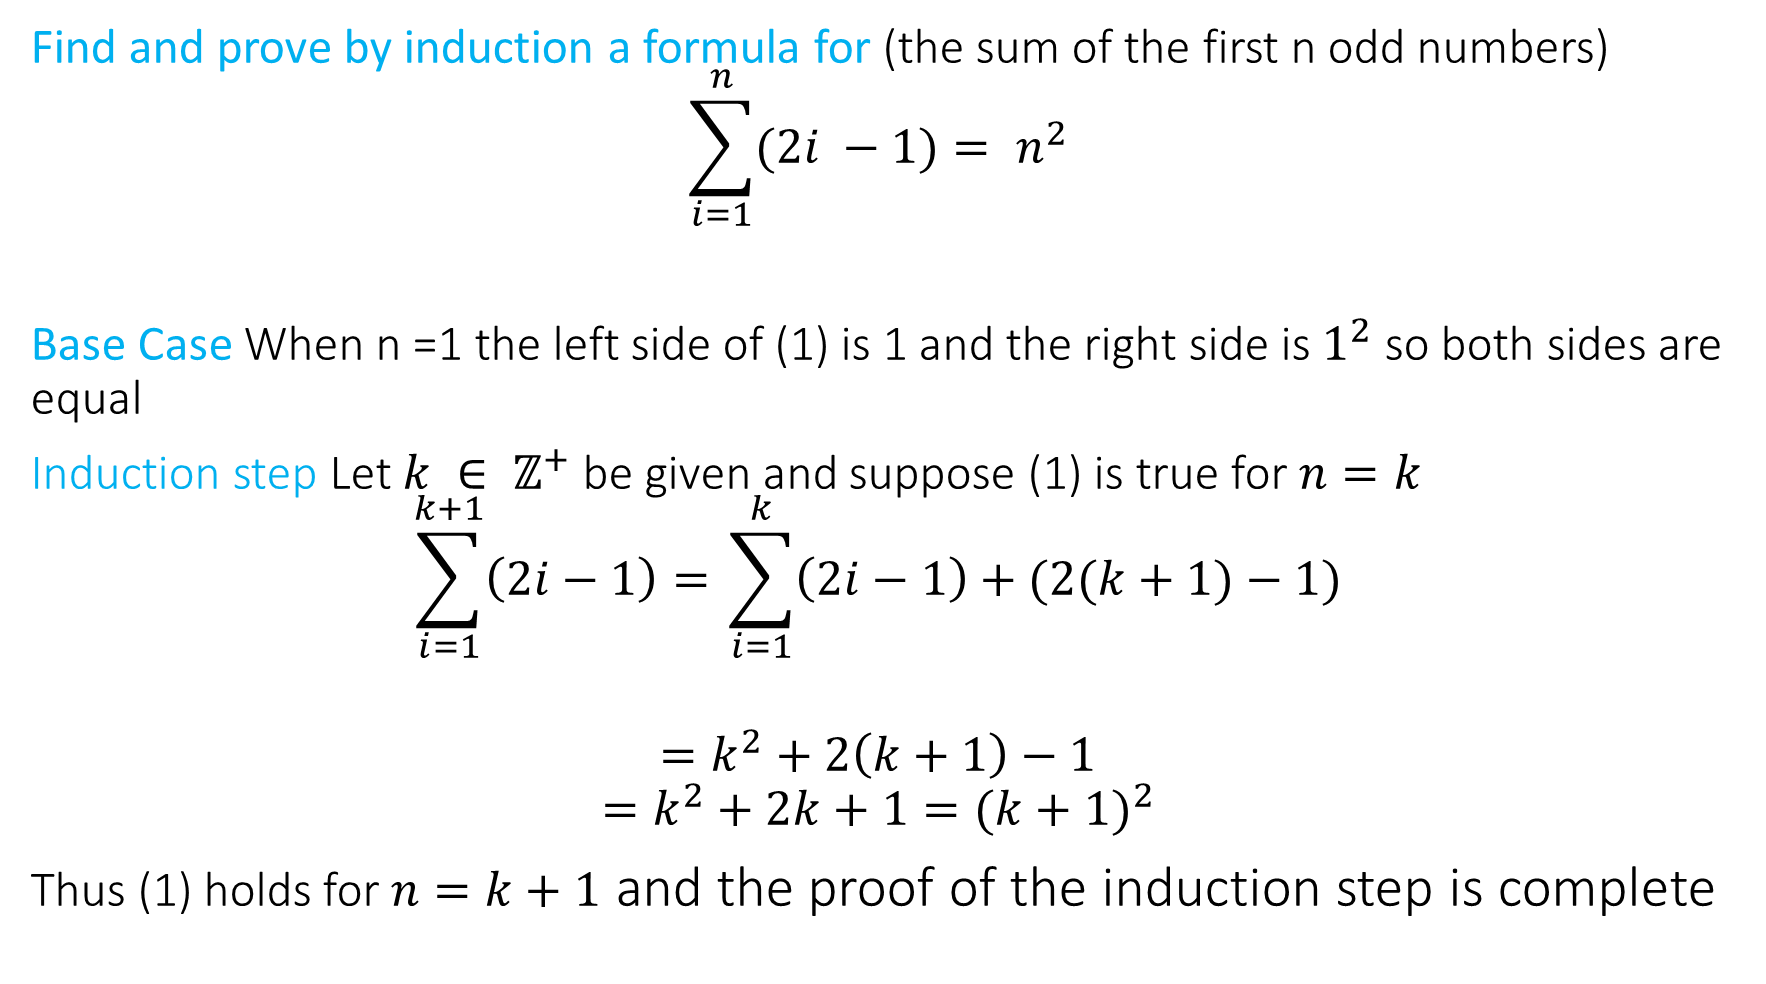 Find and prove by induction a formula for (the sum of the first n odd numbers)
n
∑(2i − 1) = n²
i=1
Base Case When n =1 the left side of (1) is 1 and the right side is 1² so both sides are
equal
Induction step Let k ∈ ℤ⁺ be given and suppose (1) is true for n = k
k+1 k
∑(2i − 1) = ∑(2i − 1) + (2(k + 1) − 1)
i=1 i=1
= k² + 2(k + 1) − 1
= k² + 2k + 1 = (k + 1)²
Thus (1) holds for n = k + 1 and the proof of the induction step is complete